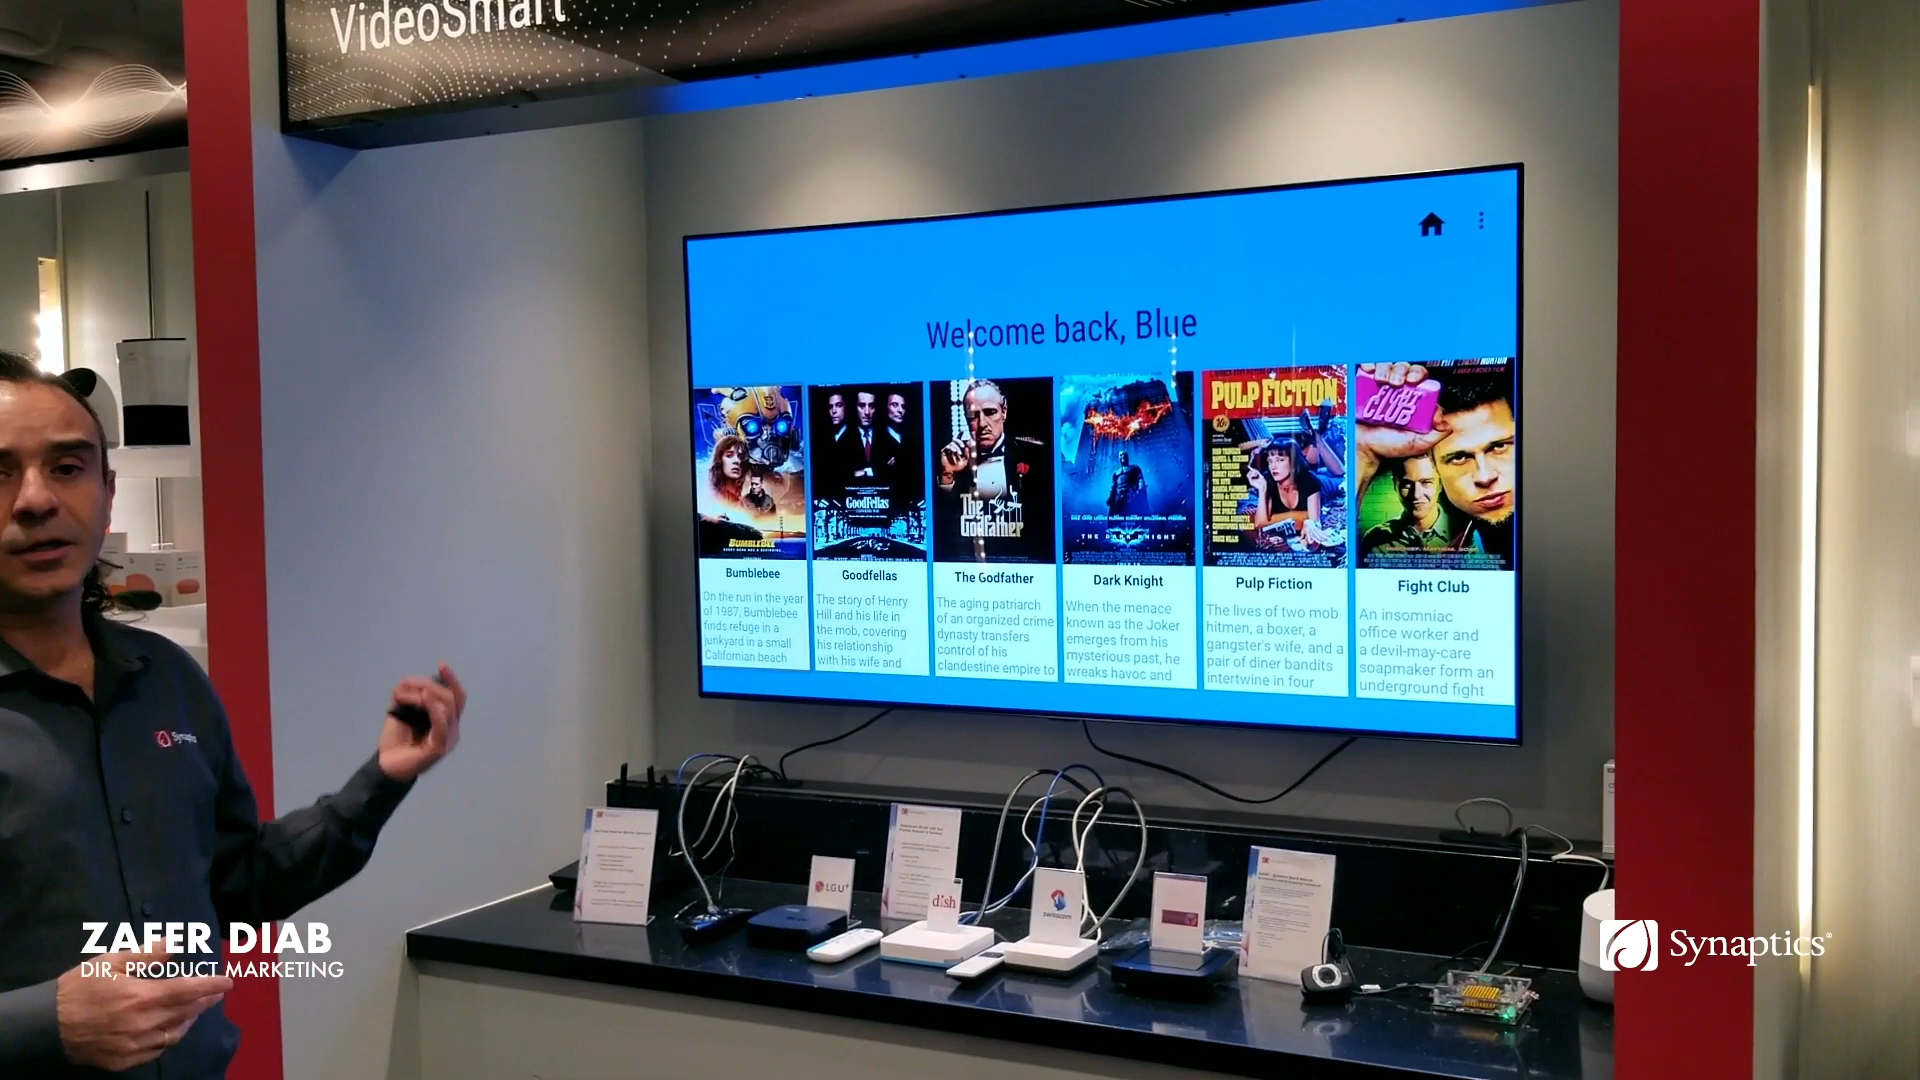 VideoSmart
Welcome back, Blue
BUMBLEBEE
GoodFellas
The
Godfather
THE DARK KNIGHT
PULP FICTION
FIGHT
CLUB
Bumblebee
On the run in the year
of 1987, Bumblebee
finds refuge in a
junkyard in a small
Californian beach
Goodfellas
The story of Henry
Hill and his life in
the mob, covering
his relationship
with his wife and
The Godfather
The aging patriarch
of an organized crime
dynasty transfers
control of his
clandestine empire to
Dark Knight
When the menace
known as the Joker
emerges from his
mysterious past, he
wreaks havoc and
Pulp Fiction
The lives of two mob
hitmen, a boxer, a
gangster's wife, and a
pair of diner bandits
intertwine in four
Fight Club
An insomniac
office worker and
a devil-may-care
soapmaker form an
underground fight
LG U+
dish
swisscom
ZAFER DIAB
DIR, PRODUCT MARKETING
Synaptics